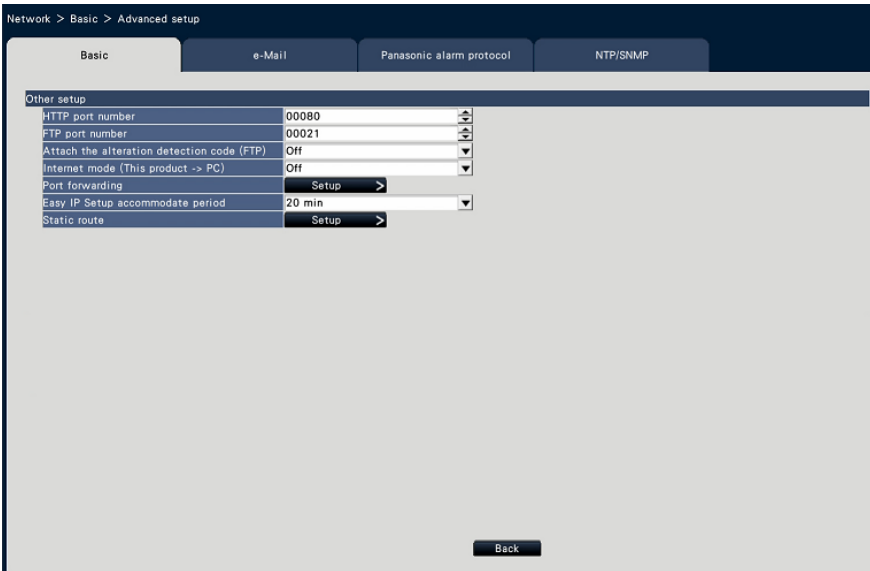 Network > Basic > Advanced setup
Basic e-Mail Panasonic alarm protocol NTP/SNMP
Other setup
HTTP port number 00080
FTP port number 00021
Attach the alteration detection code (FTP) Off
Internet mode (This product -> PC) Off
Port forwarding Setup >
Easy IP Setup accommodate period 20 min
Static route Setup >
Back